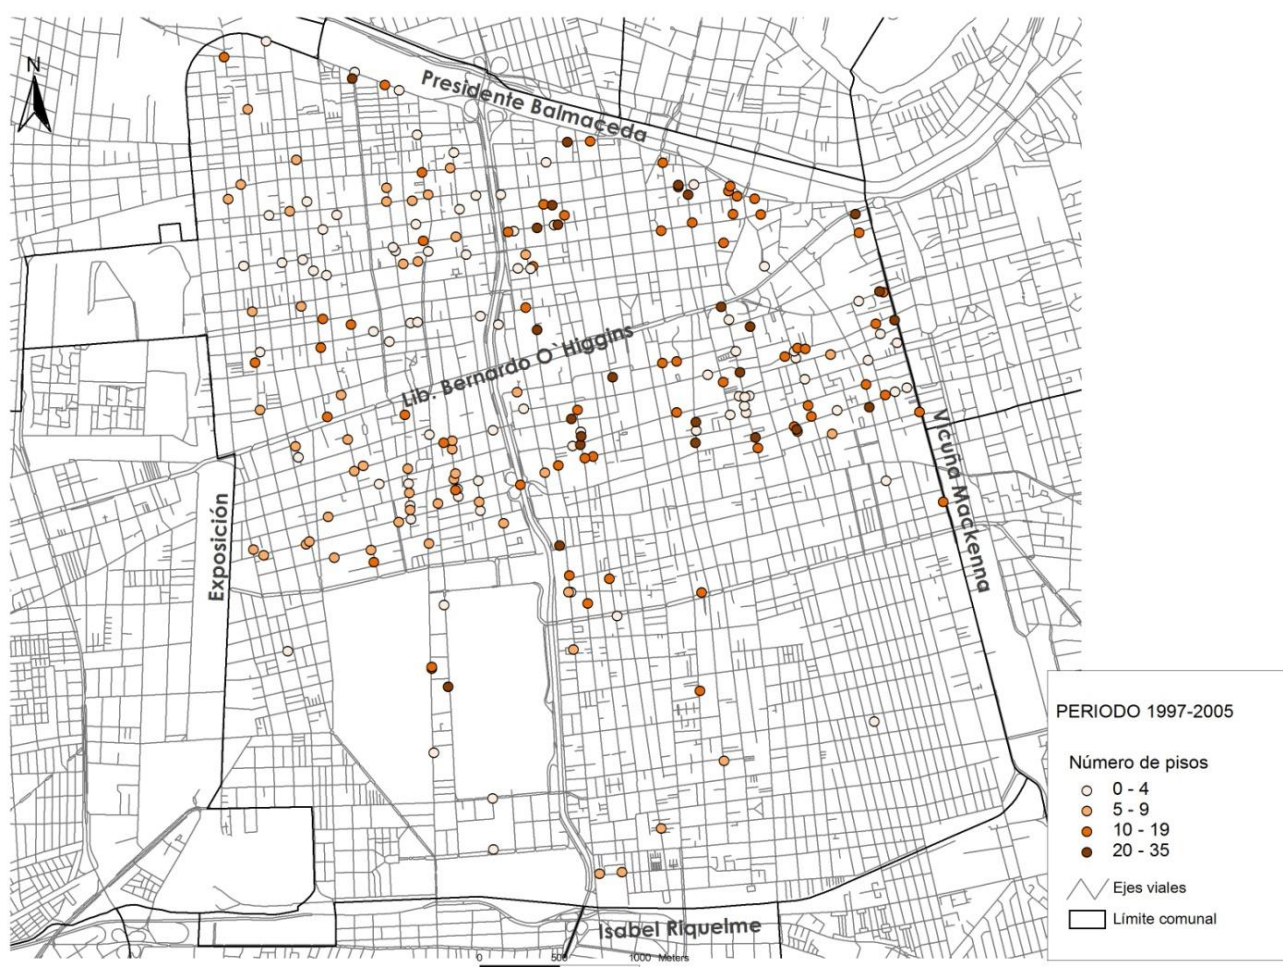 N
Presidente Balmaceda
Lib. Bernardo O`Higgins
Exposición
Vicuña Mackenna
Isabel Riquelme
0 500 1000 Meters
PERIODO 1997-2005
Número de pisos
0 - 4
5 - 9
10 - 19
20 - 35
Ejes viales
Límite comunal